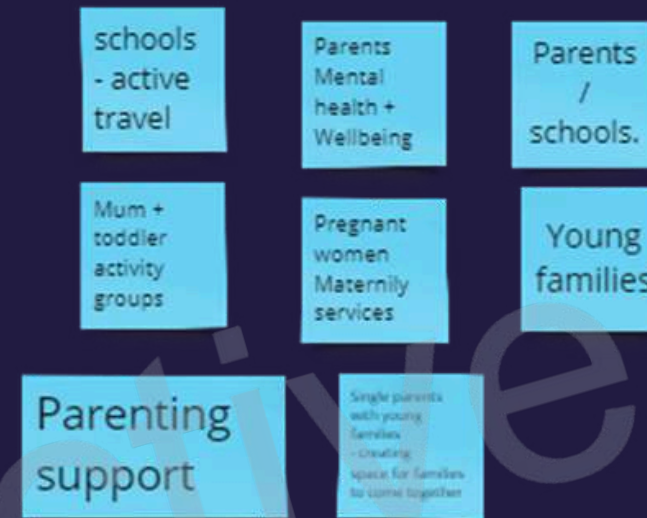 schools
- active
travel
Parents
Mental
health +
Wellbeing
Parents
/
schools.
Mum +
toddler
activity
groups
Pregnant
women
Maternily
services
Young
families
Parenting
support
Single parents
with young
families
- creating
space for families
to come together
ctive